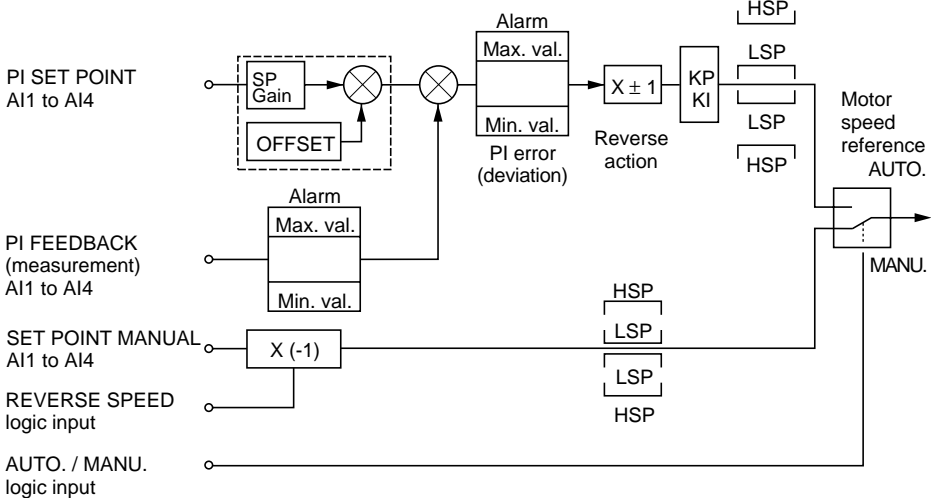 HSP
Alarm
Max. val.
Min. val.
PI error
(deviation)
PI SET POINT
AI1 to AI4
SP
Gain
OFFSET
X ± 1
Reverse
action
KP
KI
LSP
LSP
HSP
Motor
speed
reference
AUTO.
MANU.
Alarm
Max. val.
Min. val.
PI FEEDBACK
(measurement)
AI1 to AI4
SET POINT MANUAL
AI1 to AI4
X (-1)
HSP
LSP
LSP
HSP
REVERSE SPEED
logic input
AUTO. / MANU.
logic input